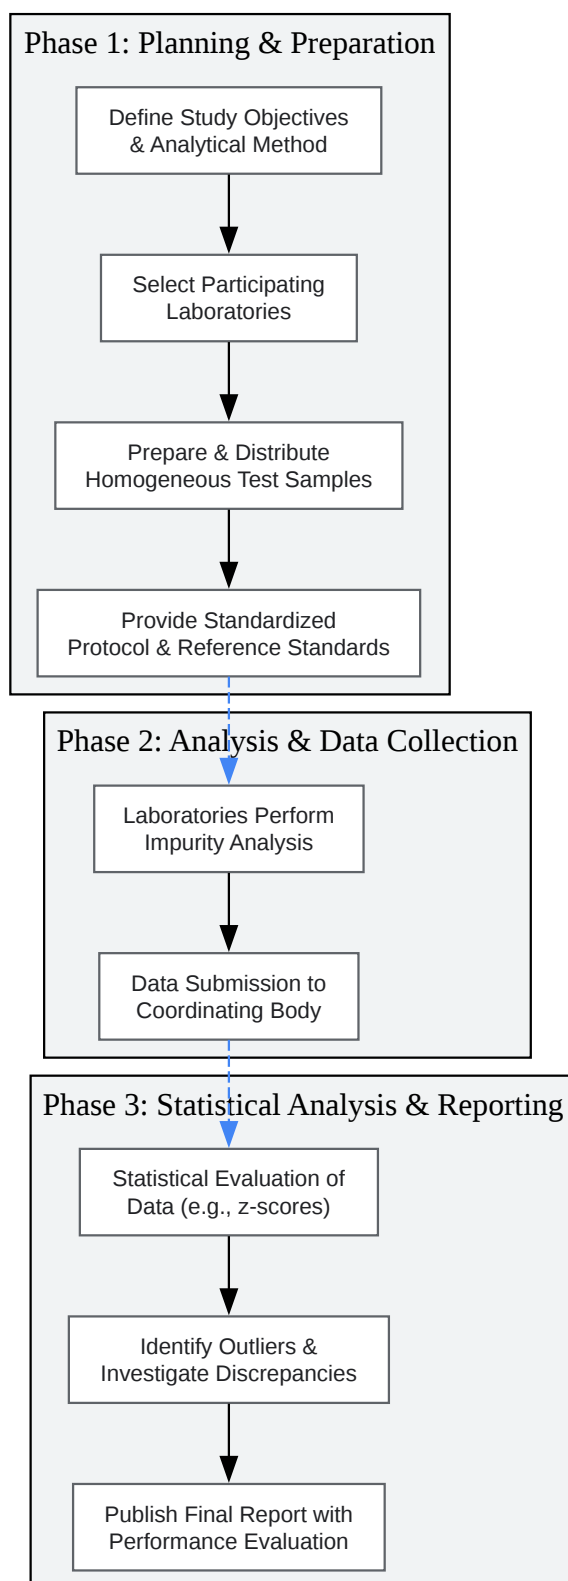 Phase 1: Planning & Preparation
Define Study Objectives
& Analytical Method
Select Participating
Laboratories
Prepare & Distribute
Homogeneous Test Samples
Provide Standardized
Protocol & Reference Standards
Phase 2: Analysis & Data Collection
Laboratories Perform
Impurity Analysis
Data Submission to
Coordinating Body
Phase 3: Statistical Analysis & Reporting
Statistical Evaluation of
Data (e.g., z-scores)
Identify Outliers &
Investigate Discrepancies
Publish Final Report with
Performance Evaluation